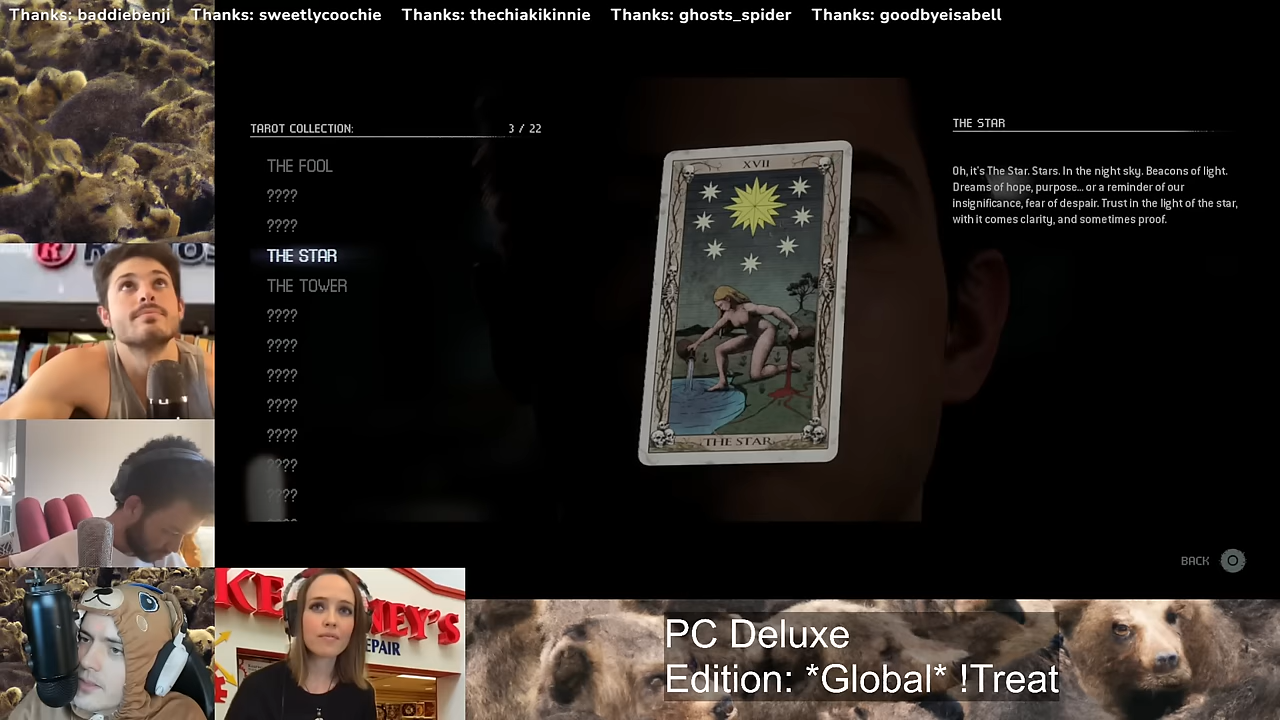 Thanks: baddiebenji Thanks: sweetlycoochie Thanks: thechiakikinnie Thanks: ghosts_spider Thanks: goodbyeisabell
TAROT COLLECTION: 3 / 22
THE FOOL
????
????
THE STAR
THE TOWER
????
????
????
????
????
????
????
XVII
THE STAR
THE STAR
Oh, it's The Star. Stars. In the night sky. Beacons of light.
Dreams of hope, purpose... or a reminder of our
insignificance, fear of despair. Trust in the light of the star,
with it comes clarity, and sometimes proof.
BACK
KE NEY'S
EPAIR
PC Deluxe
Edition: *Global* !Treat